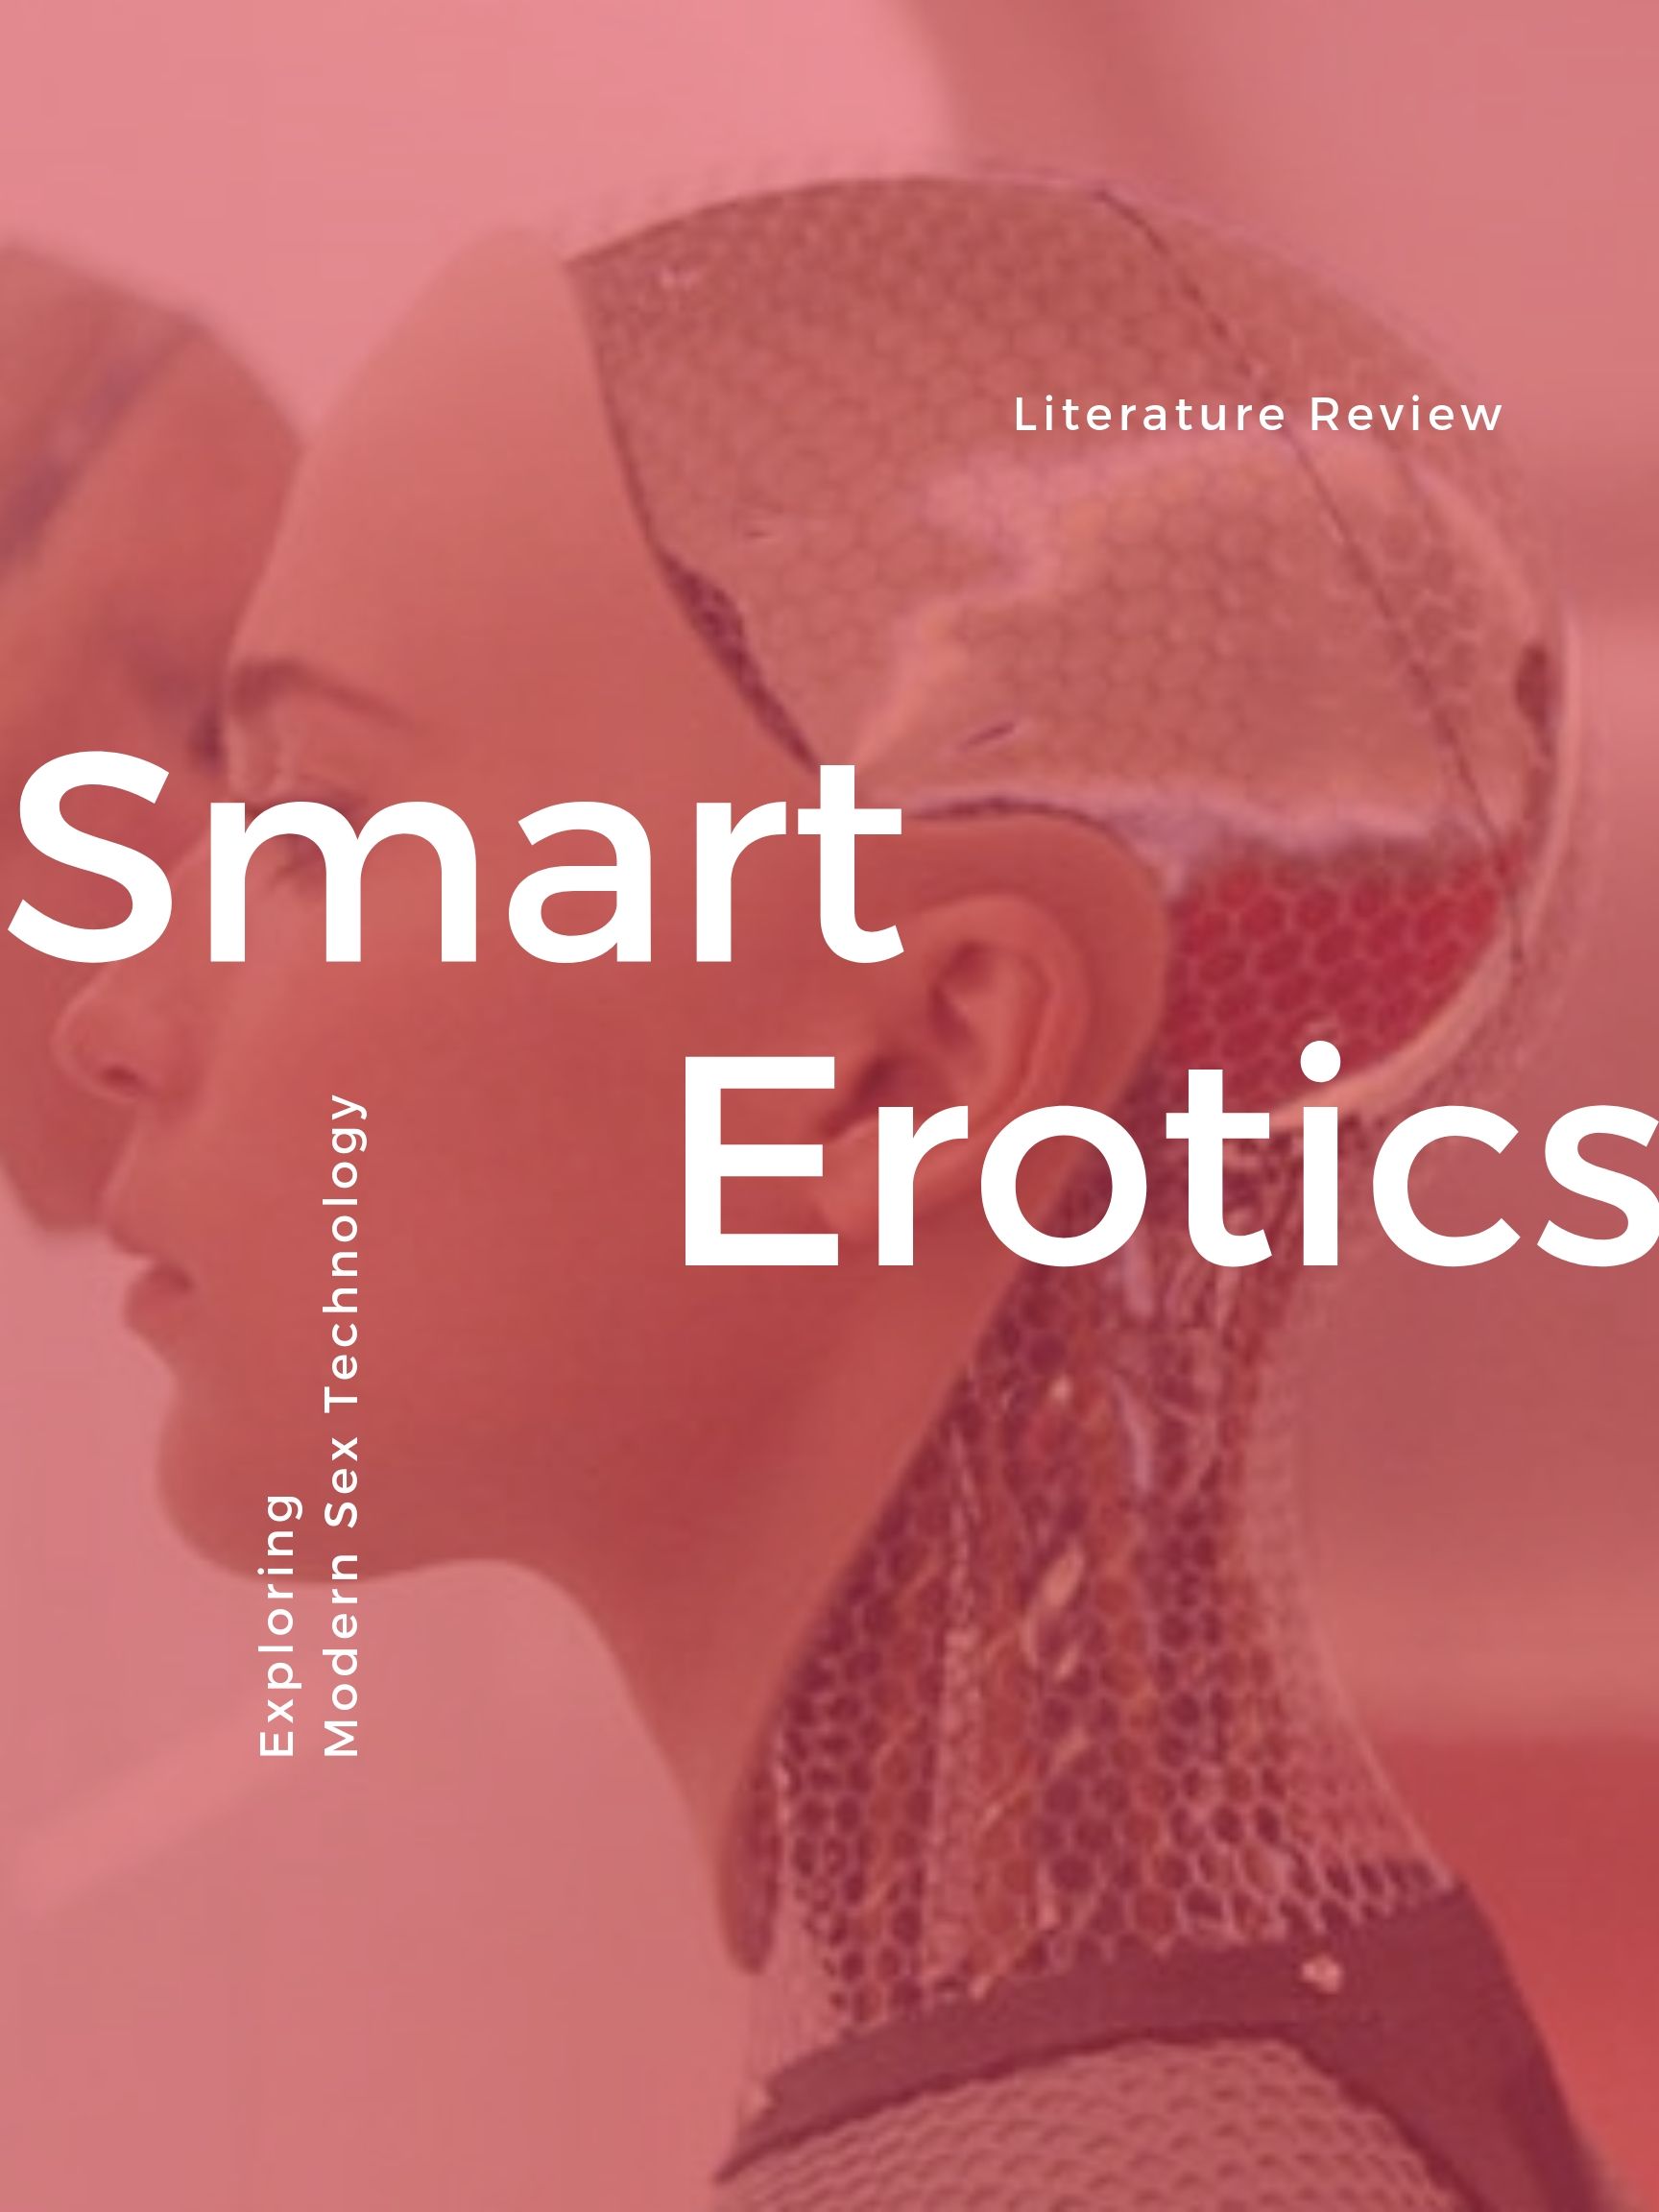 Literature Review
Smart
Erotics
Exploring
Modern Sex Technology